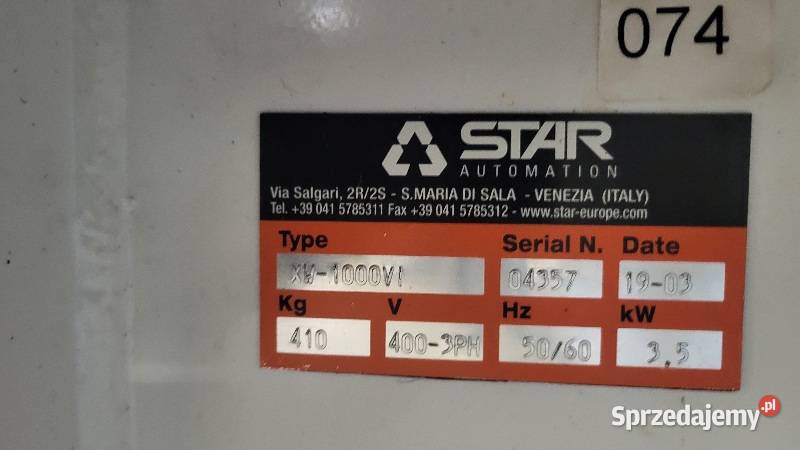 074
STAR
AUTOMATION
Via Salgari, 2R/2S - S.MARIA DI SALA - VENEZIA (ITALY)
Tel. +39 041 5785311 Fax +39 041 5785312 - www.star-europe.com
Type Serial N. Date
XW-1000VI 04357 19-03
Kg V Hz kW
410 400-3PH 50/60 3,5
Sprzedajemy.pl